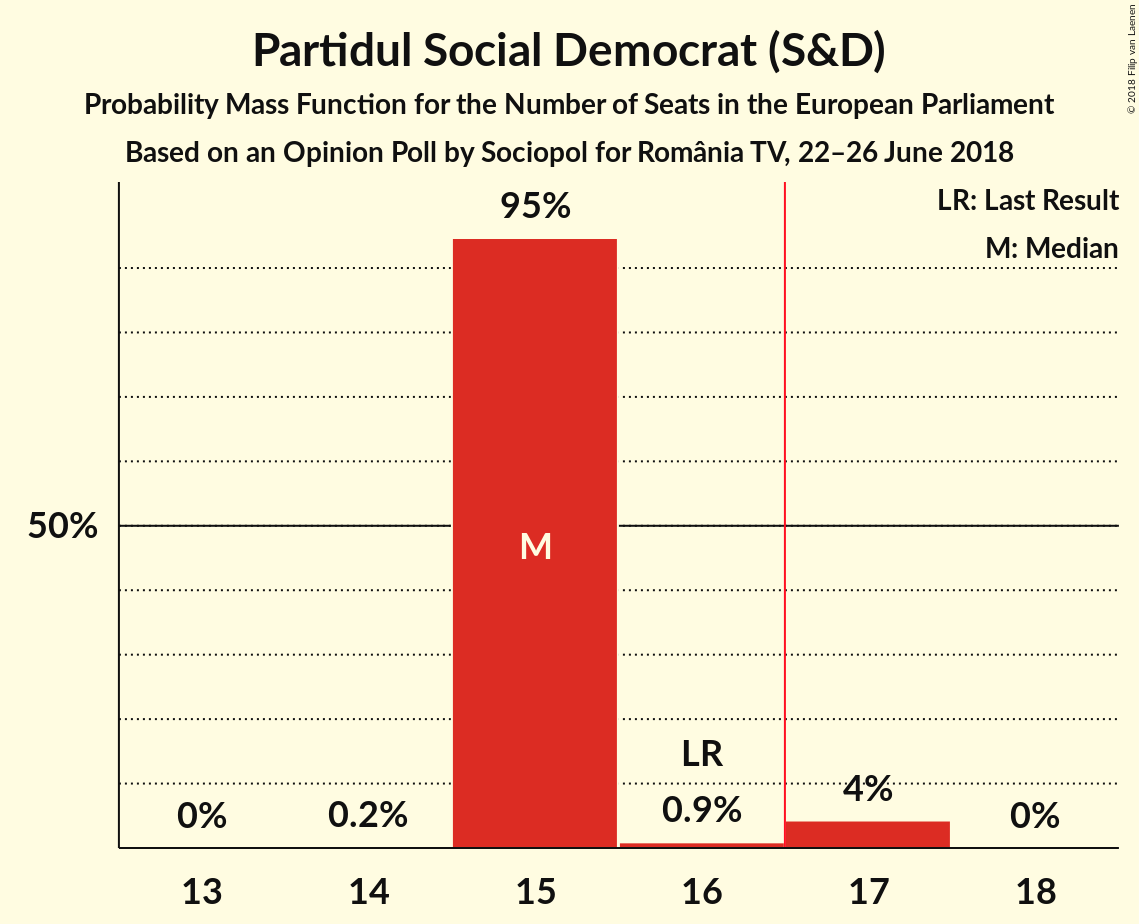 Partidul Social Democrat (S&D)
Probability Mass Function for the Number of Seats in the European Parliament
Based on an Opinion Poll by Sociopol for România TV, 22–26 June 2018
© 2018 Filip van Laenen
LR: Last Result
M: Median
95%
50%
M
LR
0%
0.2%
0.9%
4%
0%
13
14
15
16
17
18